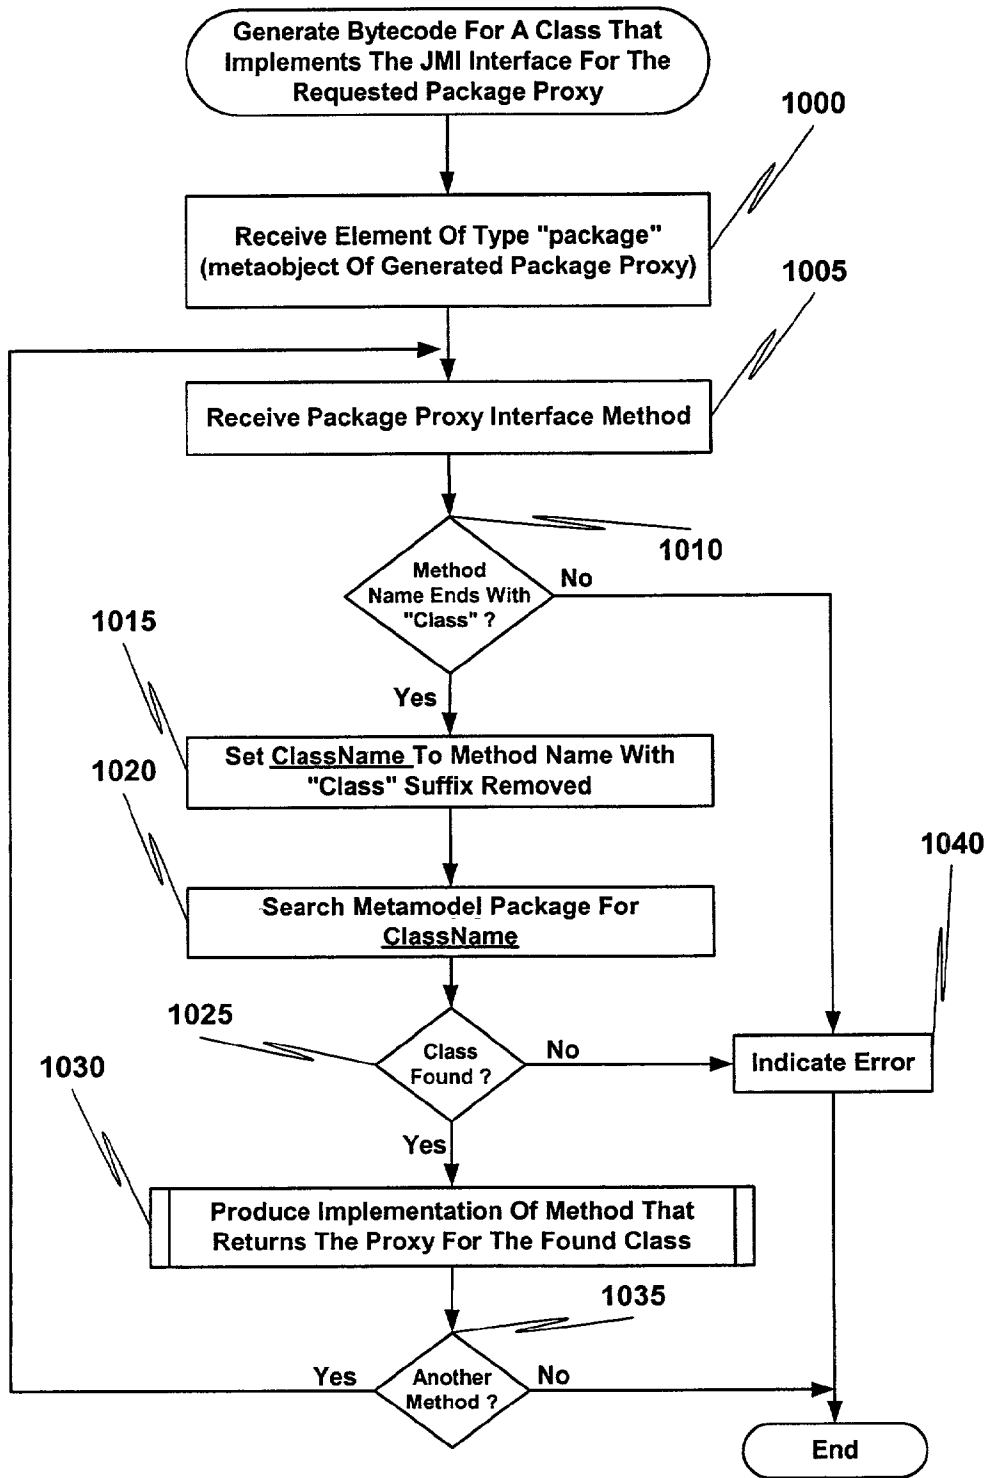 Generate Bytecode For A Class That
Implements The JMI Interface For The
Requested Package Proxy
1000
Receive Element Of Type "package"
(metaobject Of Generated Package Proxy)
1005
Receive Package Proxy Interface Method
1010
Method
Name Ends With
"Class" ?
No
1015
Yes
Set ClassName To Method Name With
"Class" Suffix Removed
1020
1040
Search Metamodel Package For
ClassName
1025
Class
Found ?
No
Indicate Error
1030
Yes
Produce Implementation Of Method That
Returns The Proxy For The Found Class
1035
Yes
Another
Method ?
No
End